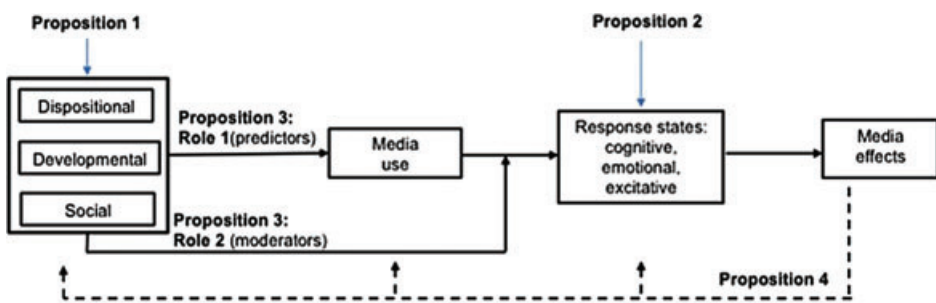 Proposition 1
Proposition 2
Dispositional
Developmental
Social
Proposition 3:
Role 1(predictors)
Media
use
Response states:
cognitive,
emotional,
excitative
Media
effects
Proposition 3:
Role 2 (moderators)
Proposition 4